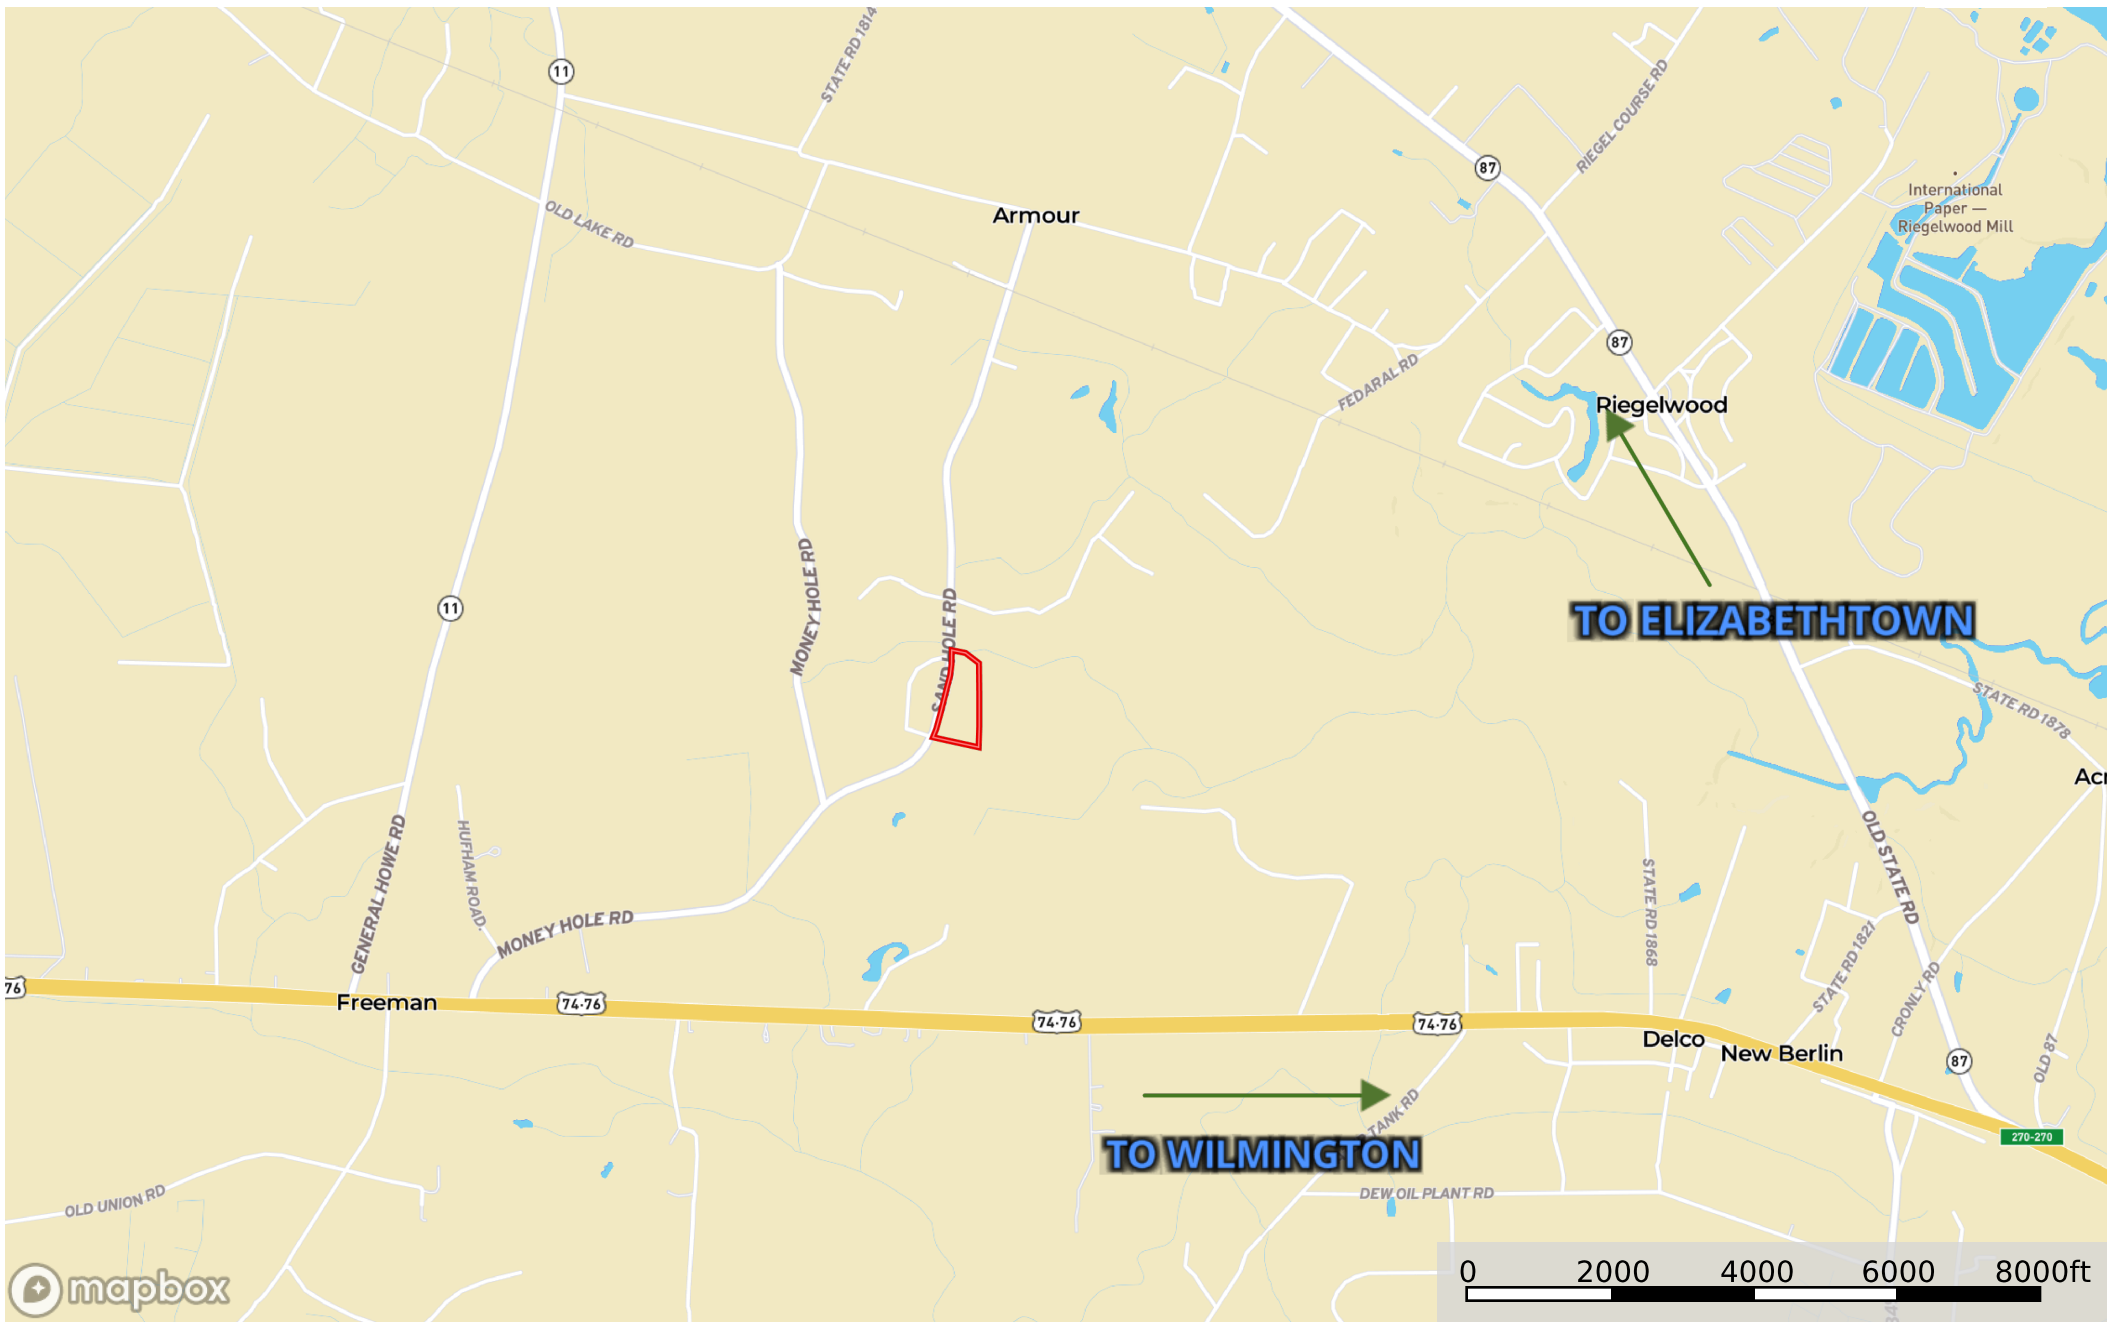 STATE RD 1814
11
87
RIEGEL COURSE RD
International
Paper —
Riegelwood Mill
OLD LAKE RD
Armour
87
FEDARAL RD
Riegelwood
MONEY HOLE RD
SAND HOLE RD
11
TO ELIZABETHTOWN
STATE RD 1878
Acr
GENERAL HOWE RD
HUFHAM ROAD.
MONEY HOLE RD
OLD STATE RD
STATE RD 1868
STATE RD 1821
CRONLY RD
76
Freeman
74·76
74·76
74·76
Delco
New Berlin
87
OLD 87
TANK RD
270-270
TO WILMINGTON
OLD UNION RD
DEW OIL PLANT RD
mapbox
0 2000 4000 6000 8000ft